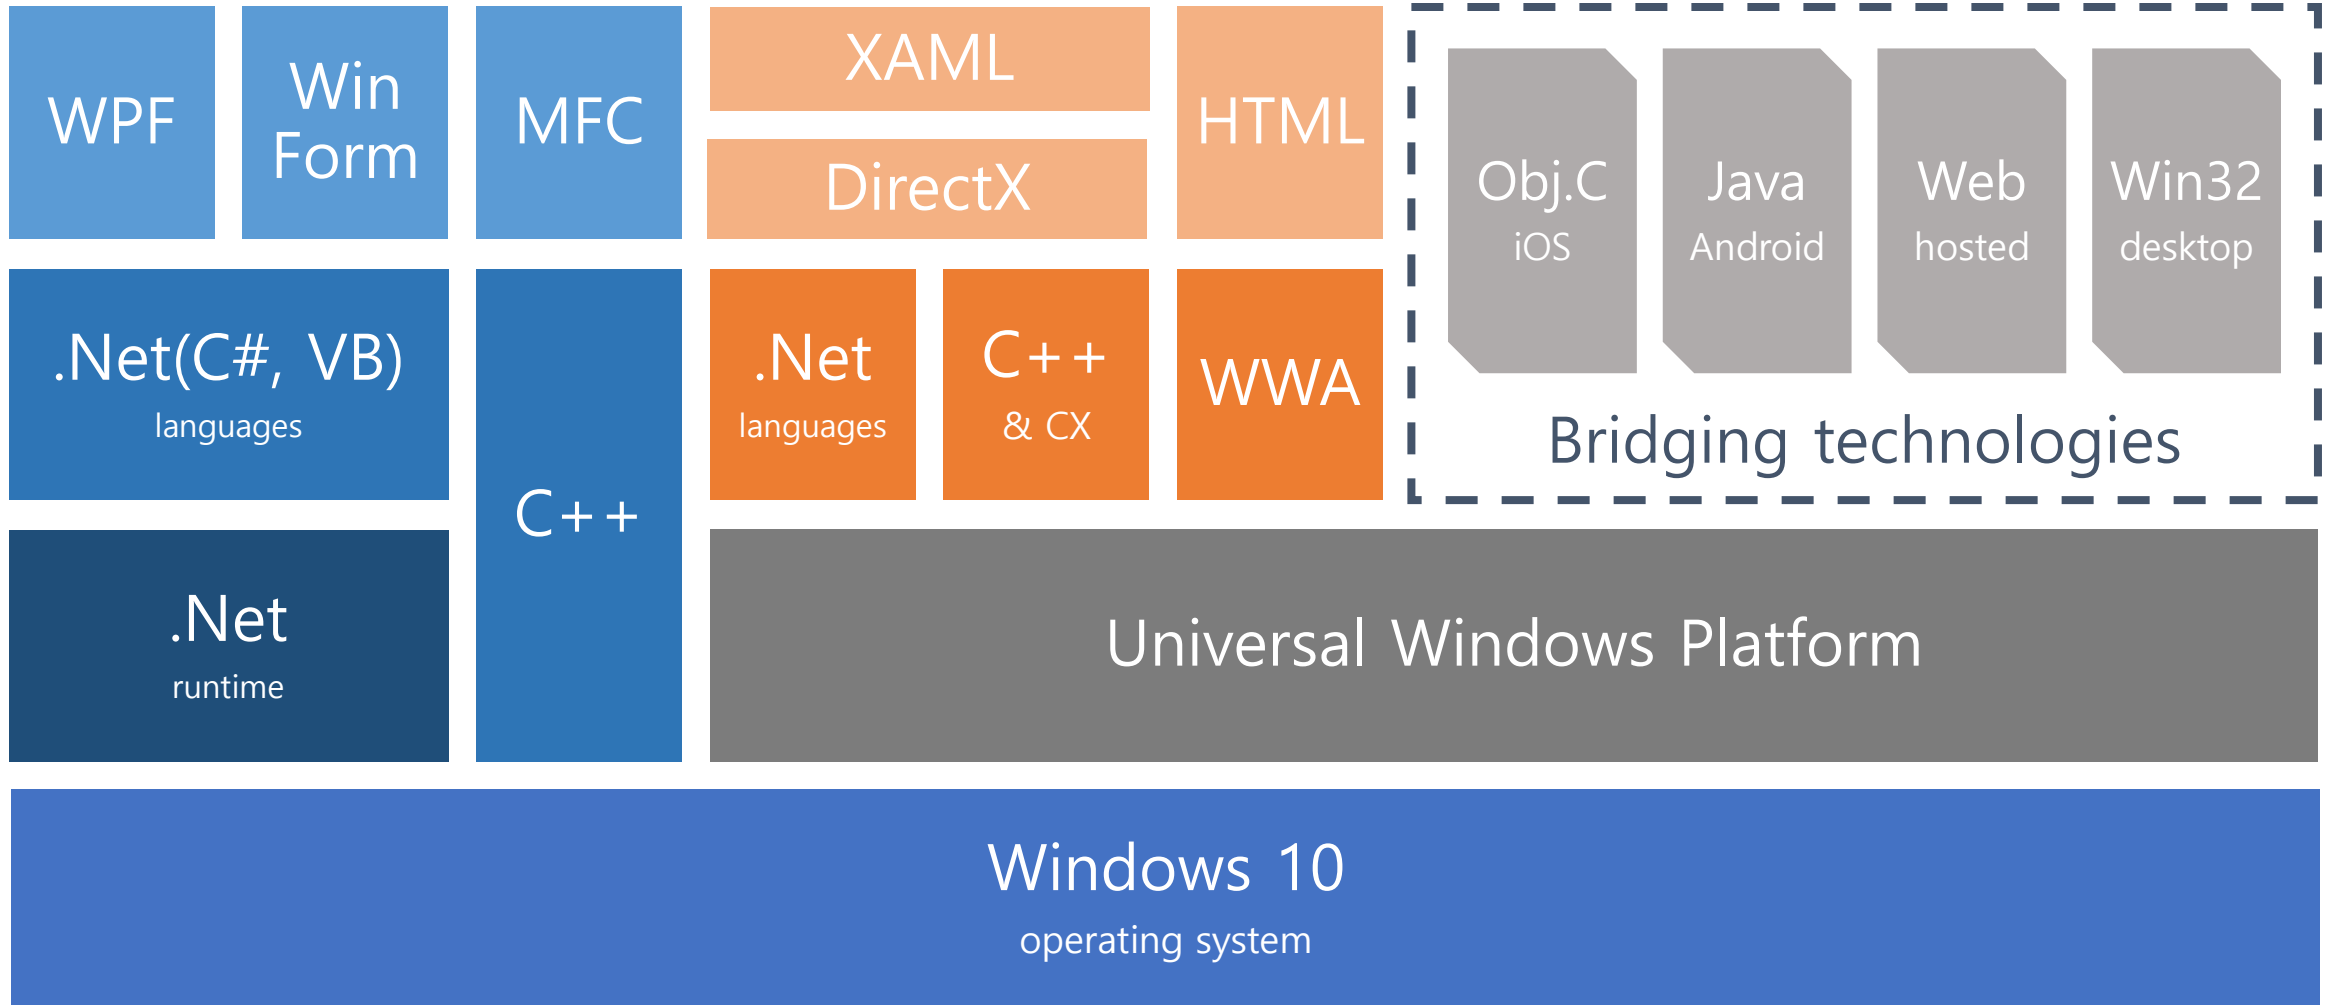 WPF
Win
Form
MFC
XAML
DirectX
HTML
Obj.C
iOS
Java
Android
Web
hosted
Win32
desktop
Bridging technologies
.Net(C#, VB)
languages
C++
.Net
languages
C++
& CX
WWA
.Net
runtime
Universal Windows Platform
Windows 10
operating system